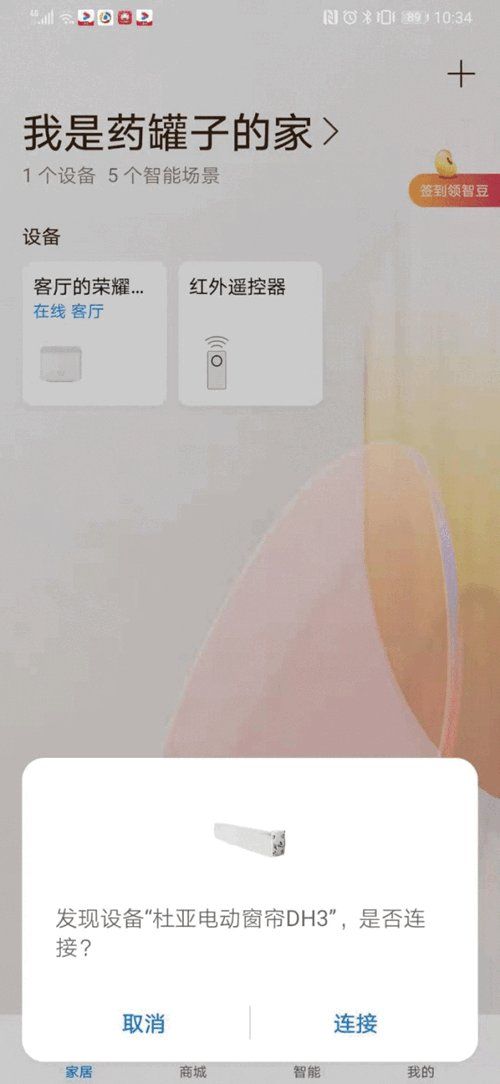 4G
89
10:34
我是药罐子的家
1 个设备 5 个智能场景
签到领智豆
设备
客厅的荣耀...
在线 客厅
红外遥控器
发现设备“杜亚电动窗帘DH3”，是否连
接？
取消
连接
家居
商城
智能
我的